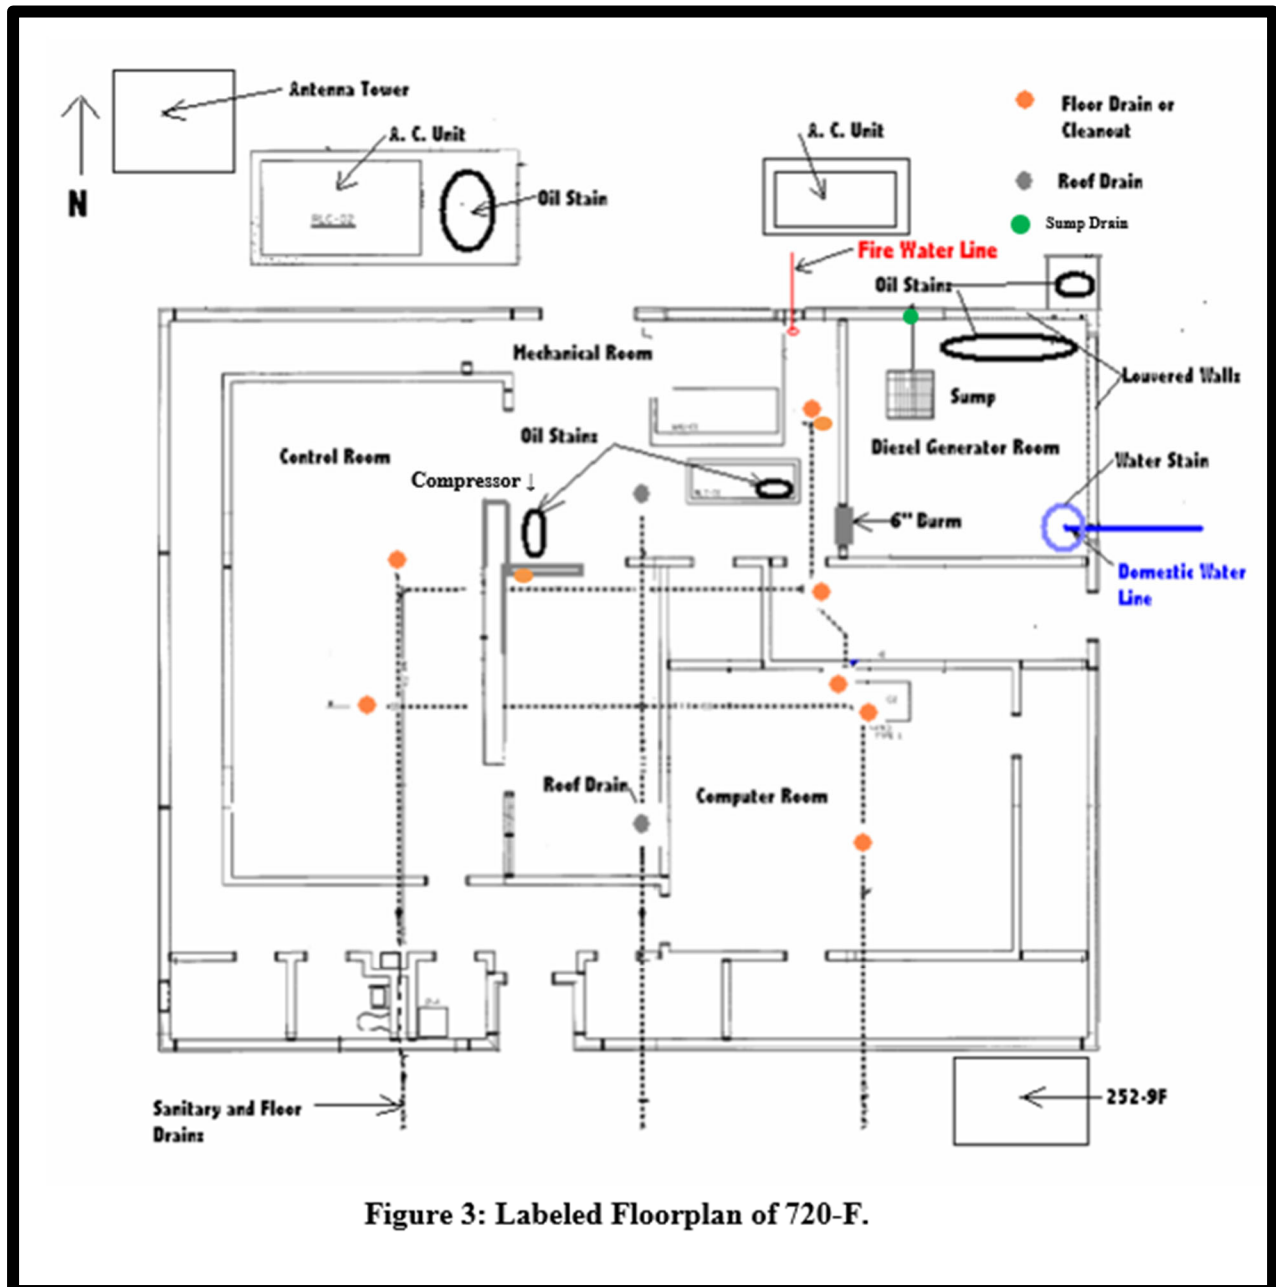 Antenna Tower
A. C. Unit
RLC-02
Oil Stain
N
A. C. Unit
Floor Drain or
Cleanout
Roof Drain
Sump Drain
Fire Water Line
Oil Stains
Mechanical Room
Louvered Walls
Sump
Oil Stains
Control Room
Diesel Generator Room
Water Stain
Compressor ↓
6" Burm
Domestic Water
Line
Roof Drain
Computer Room
Sanitary and Floor
Drains
252-9F
Figure 3: Labeled Floorplan of 720-F.